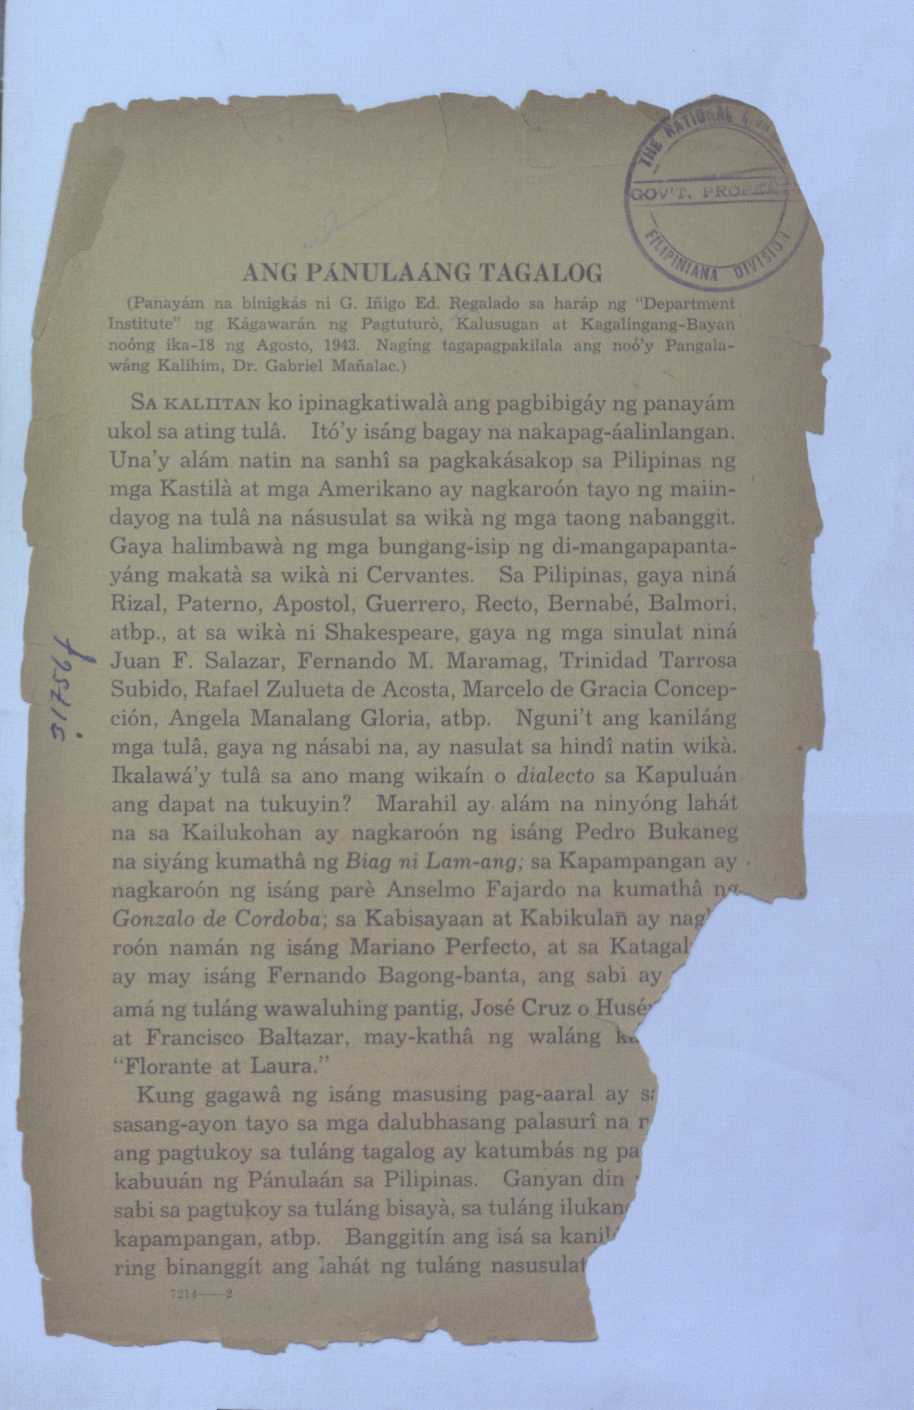 THE NATIONAL
GOV'T.
FILIPINIANA DIVISION
ANG PÁNULAÁNG TAGALOG
(Panayám na binigkás ni G. Iñigo Ed. Regalado sa haráp ng "Department
Institute" ng Kágawarán ng Pagtuturò, Kalusugan at Kagalíngang-Bayan
noóng ika-18 ng Agosto, 1943. Nagíng tagapagpakilala ang noó'y Pangala-
wáng Kalihim, Dr. Gabriel Mañalac.)
SA KALIITAN ko ipinagkatiwalà ang pagbibigáy ng panayám
ukol sa ating tulâ. Itó'y isáng bagay na nakapag-áalinlangan.
Una'y alám natin na sanhî sa pagkakásakop sa Pilipinas ng
mga Kastilà at mga Amerikano ay nagkaroón tayo ng maiin-
dayog na tulâ na násusulat sa wikà ng mga taong nabanggit.
Gaya halimbawà ng mga bungang-isip ng di-mangapapanta-
yáng makatà sa wikà ni Cervantes. Sa Pilipinas, gaya niná
Rizal, Paterno, Apostol, Guerrero, Recto, Bernabé, Balmori,
atbp., at sa wikà ni Shakespeare, gaya ng mga sinulat niná
Juan F. Salazar, Fernando M. Maramag, Trinidad Tarrosa
Subido, Rafael Zulueta de Acosta, Marcelo de Gracia Concep-
ción, Angela Manalang Gloria, atbp. Nguni't ang kaniláng
mga tulâ, gaya ng násabi na, ay nasulat sa hindî natin wikà.
Ikalawá'y tulâ sa ano mang wikaín o dialecto sa Kapuluán
ang dapat na tukuyin? Marahil ay alám na ninyóng lahát
na sa Kailukohan ay nagkaroón ng isáng Pedro Bukaneg
na siyáng kumathâ ng Biag ni Lam-ang; sa Kapampangan ay
nagkaroón ng isáng parè Anselmo Fajardo na kumathâ ng
Gonzalo de Cordoba; sa Kabisayaan at Kabikulañ ay nag
roón namán ng isáng Mariano Perfecto, at sa Katagal
ay may isáng Fernando Bagong-banta, ang sabi ay
amá ng tuláng wawaluhing pantig, José Cruz o Husé
at Francisco Baltazar, may-kathâ ng waláng
"Florante at Laura."
Kung gagawâ ng isáng masusing pag-aaral ay
sasang-ayon tayo sa mga dalubhasang palasurî na
ang pagtukoy sa tuláng tagalog ay katumbás ng pa
kabuuán ng Pánulaán sa Pilipinas. Ganyan din
sabi sa pagtukoy sa tuláng bisayà, sa tuláng ilukan
kapampangan, atbp. Banggitín ang isá sa kanil
ring binanggít ang lahát ng tuláng nasusulat
7214——2
31756f